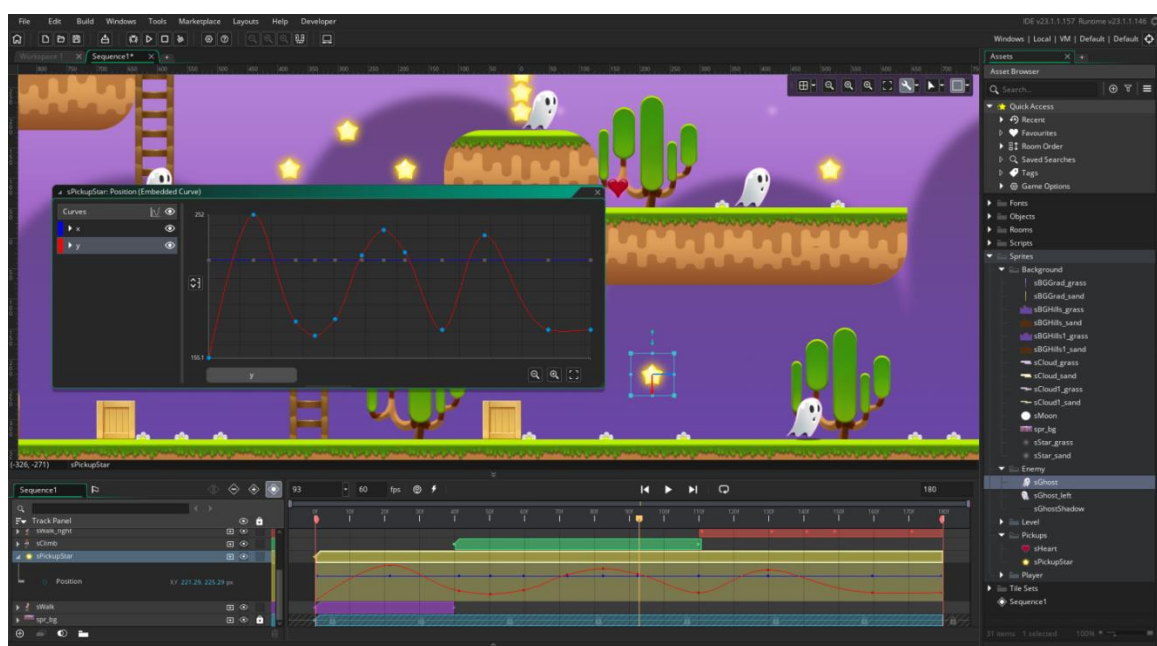 File Edit Build Windows Tools Marketplace Layouts Help Developer
IDE v23.1.1.157 Runtime v23.1.1.146
Windows | Local | VM | Default | Default
Workspace 1 X Sequence1* X +
Assets X +
Asset Browser
Search...
Quick Access
Recent
Favourites
Room Order
Saved Searches
Tags
Game Options
Fonts
Objects
Rooms
Scripts
Sprites
Background
sBGGrad_grass
sBGGrad_sand
sBGHills_grass
sBGHills_sand
sBGHills1_grass
sBGHills1_sand
sCloud_grass
sCloud_sand
sCloud1_grass
sCloud1_sand
sMoon
spr_bg
sStar_grass
sStar_sand
Enemy
sGhost
sGhost_left
sGhostShadow
Level
Pickups
sHeart
sPickupStar
Player
Tile Sets
Sequence1
31 items 1 selected 100%
sPickupStar: Position (Embedded Curve)
Curves
x
y
252
155.1
y
(-326, -271) sPickupStar
Sequence1
93 60 fps 180
Track Panel
sWalk_right
sClimb
sPickupStar
Position X,Y 221.29, 225.29 px
sWalk
spr_bg